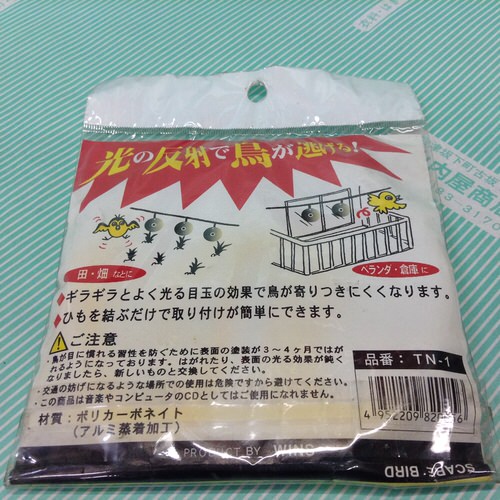 光の反射で鳥が逃げる!
田・畑 などに
ベランダ・倉庫 に
◆ギラギラとよく光る目玉の効果で鳥が寄りつきにくくなります。
◆ひもを結ぶだけで取り付けが簡単にできます。
⚠ご注意
・鳥が目に慣れる習性を防ぐために表面の塗装が3~4ヶ月ではが
れるようになっております。はがれたり、表面の光る効果が鈍く
なりましたら、新しいものと交換してください。
・交通の妨げになるような場所での使用は危険ですから避けてください。
・この商品は音楽やコンピュータのCDとしてはご使用になれません。
材質:ポリカーボネイト
(アルミ蒸着加工)
品番:TN-1
4 952209 82
PRODUCT BY WINS
SCARE BIRD
内屋商
83-3170